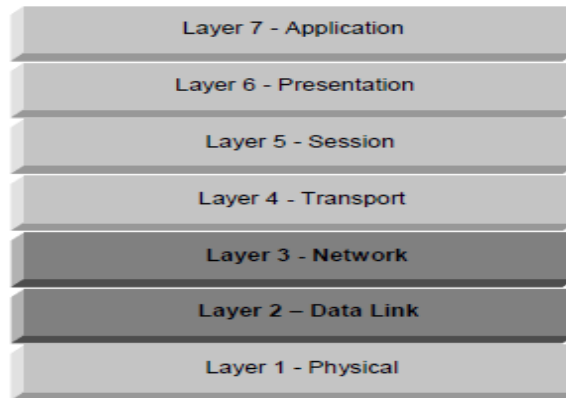 Layer 7 - Application
Layer 6 - Presentation
Layer 5 - Session
Layer 4 - Transport
Layer 3 - Network
Layer 2 – Data Link
Layer 1 - Physical